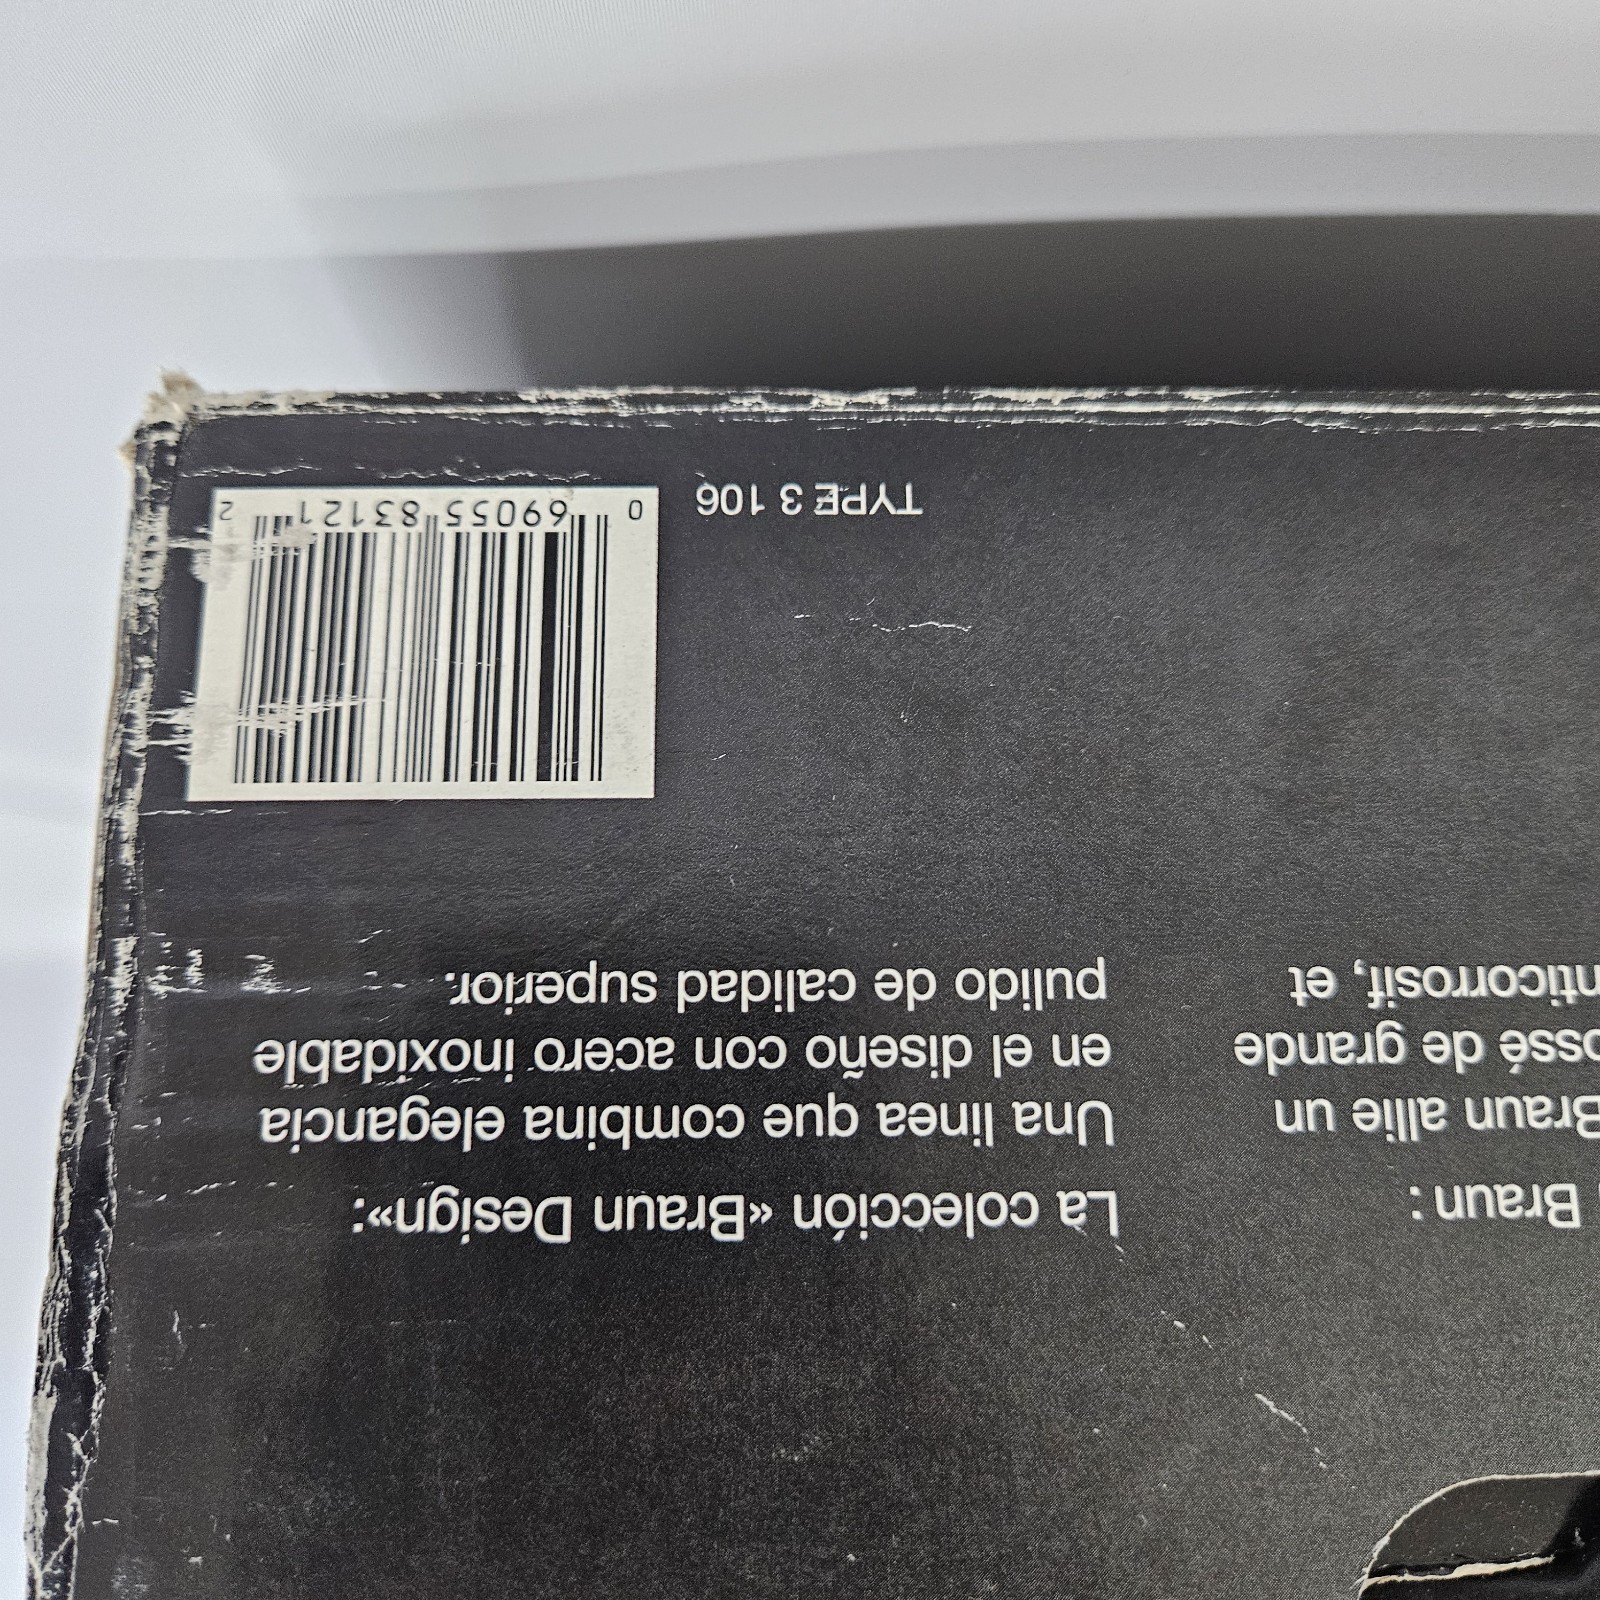 Braun :
Braun allie un
ossé de grande
nticorrosif, et
La colección «Braun Design»:
Una linea que combina elegancia
en el diseño con acero inoxidable
pulido de calidad superior.
TYPE 3 106
0 69055 83121 2